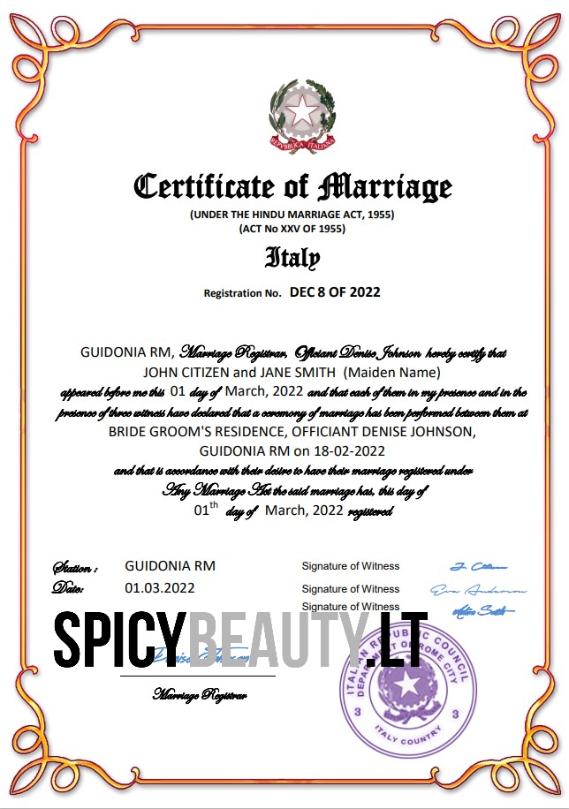 REPVBBLICA ITALIANA
Certificate of Marriage
(UNDER THE HINDU MARRIAGE ACT, 1955)
(ACT No XXV OF 1955)
Italy
Registration No. DEC 8 OF 2022
GUIDONIA RM, Marriage Registrar, Officiant Denise Johnson hereby certify that
JOHN CITIZEN and JANE SMITH (Maiden Name)
appeared before me this 01 day of March, 2022 and that each of them in my presence and in the
presence of three witness have declared that a ceremony of marriage has been performed between them at
BRIDE GROOM'S RESIDENCE, OFFICIANT DENISE JOHNSON,
GUIDONIA RM on 18-02-2022
and that is accordance with their desire to have their marriage registered under
Any Marriage Act the said marriage has, this day of
01th day of March, 2022 registered
Station : GUIDONIA RM
Signature of Witness
Date: 01.03.2022
Signature of Witness Eva Anderson
Signature of Witness Smith
SPICYBEAUTY.LT
Marriage Registrar
ITALIAN REPUBLIC COUNCIL
DEPARTMENT OF ROME CITY
3 3
ITALY COUNTRY